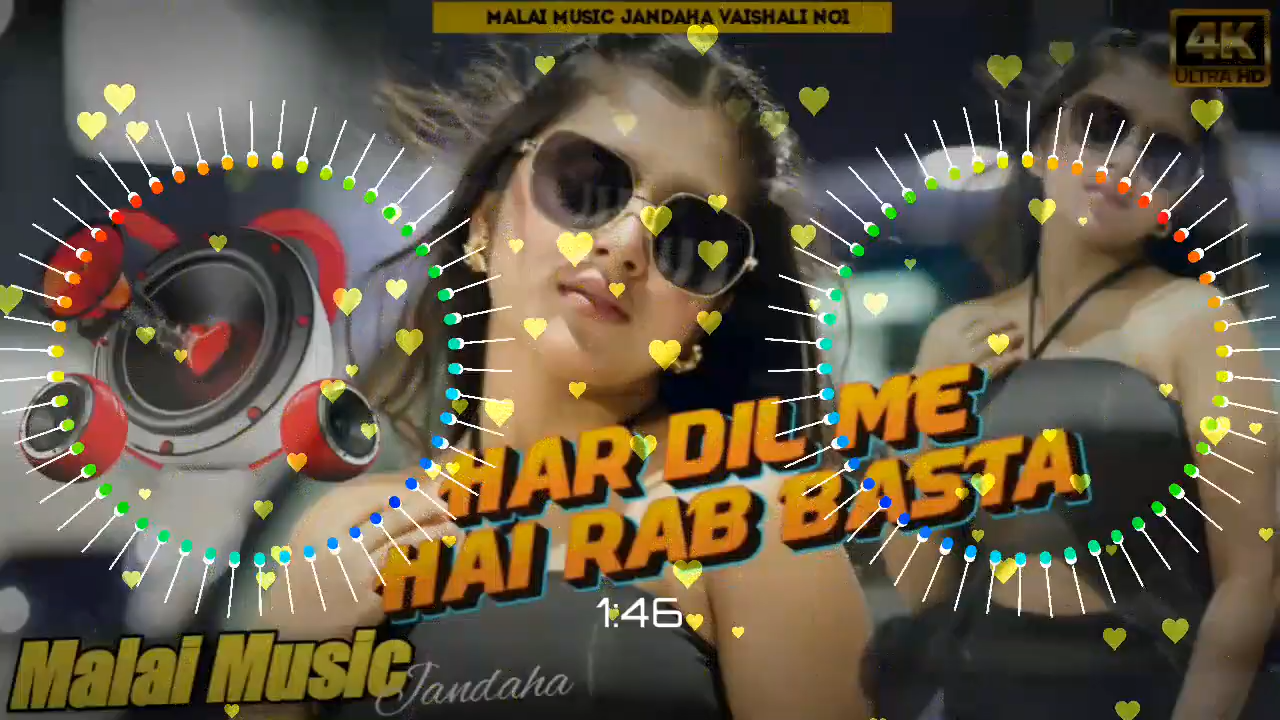 MALAI MUSIC JANDAHA VAISHALI NO1
4K
ULTRA HD
HAR DIL ME
HAI RAB BASTA
1:46
Malai Music
Jandaha